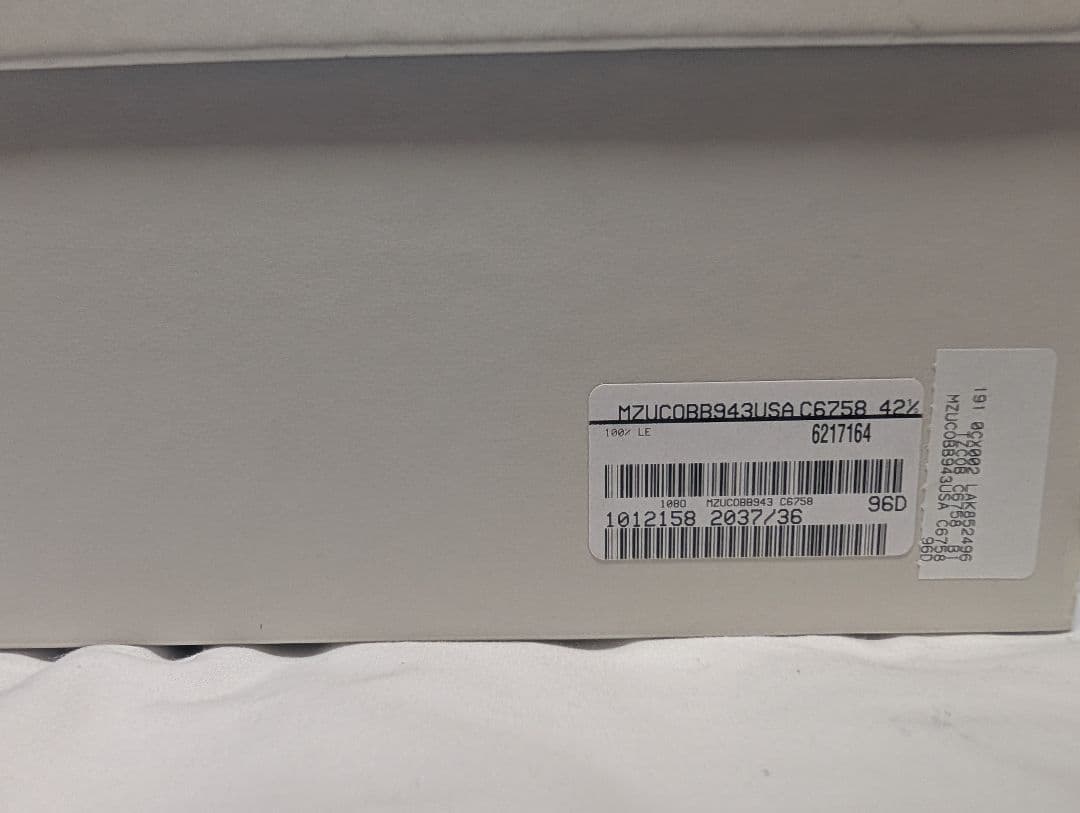 MZUCOBB943USA C6758 42½
100% LE
6217164
1080 MZUCOBB943 C6758
96D
1012158 2037/36
191 0CX002 LAK852496
MZUCOBB943USA C6758
96D